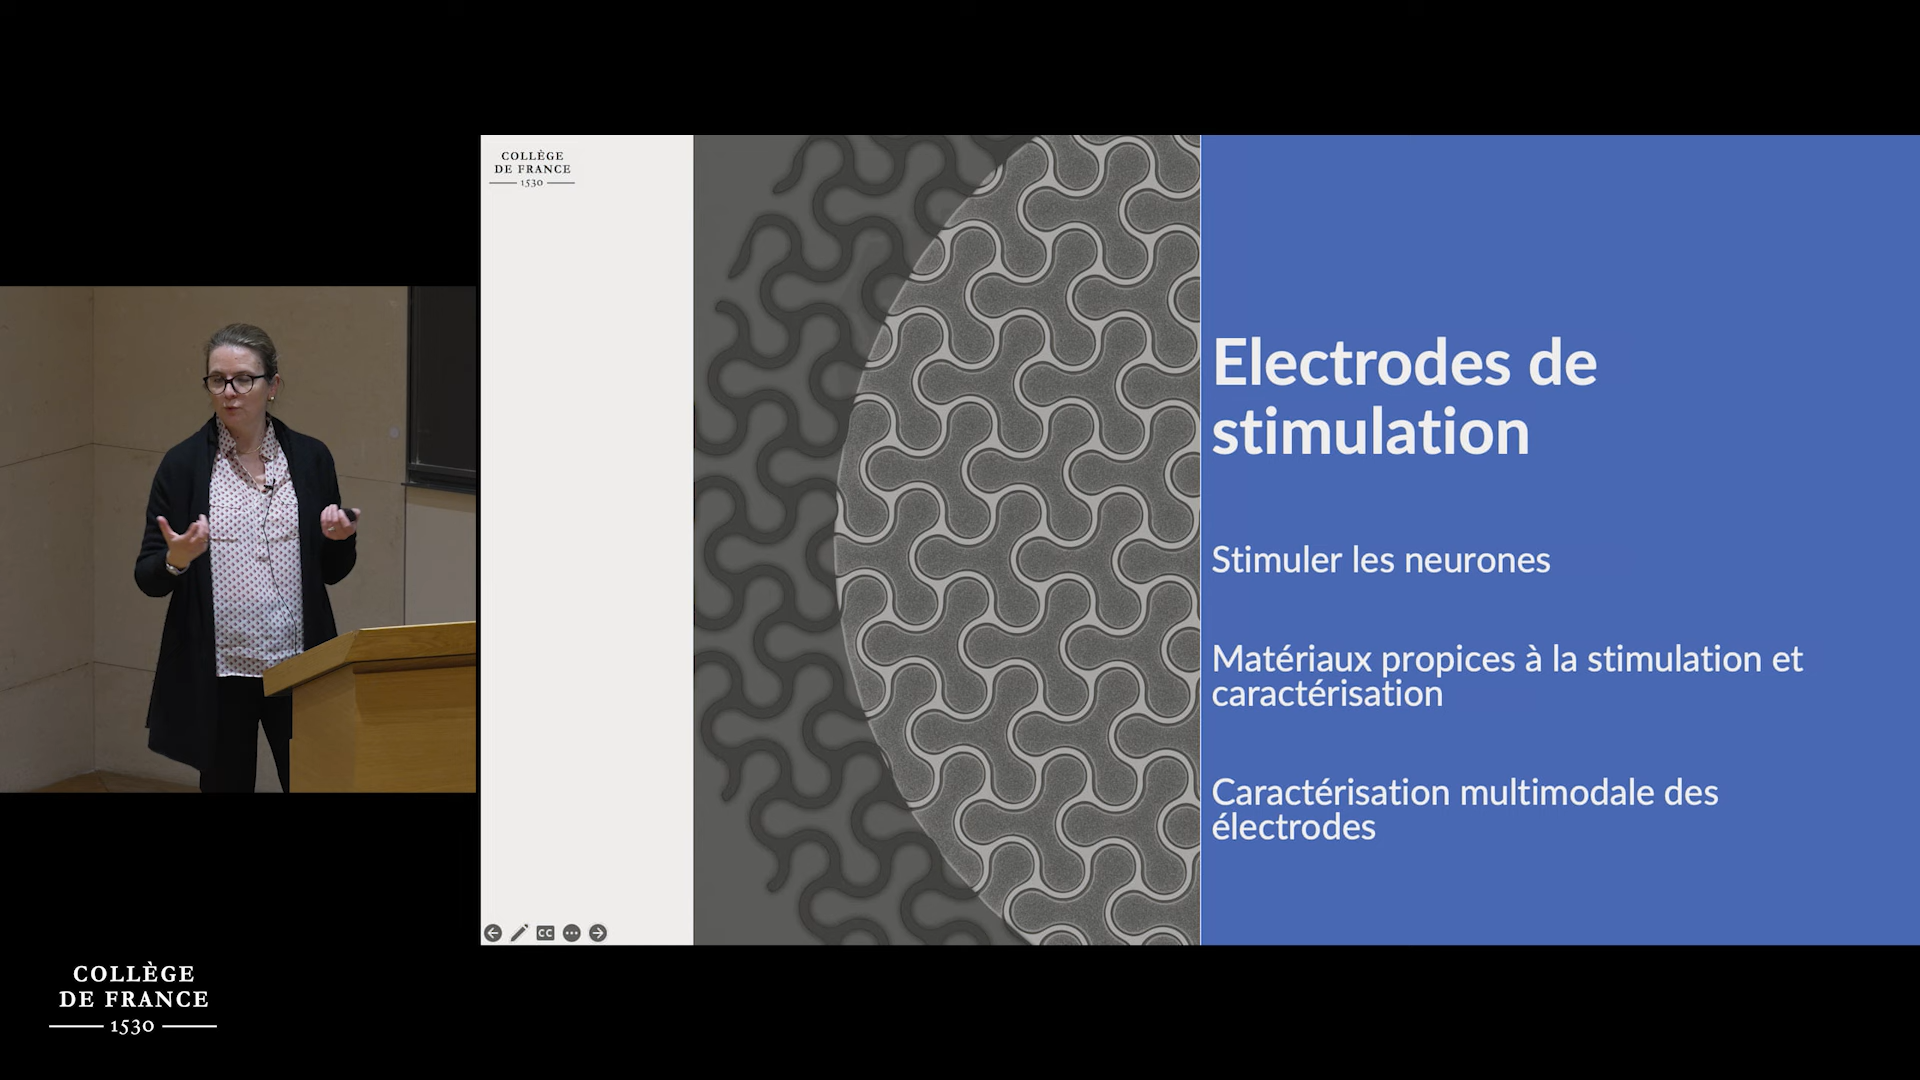 COLLÈGE
DE FRANCE
1530
Electrodes de
stimulation
Stimuler les neurones
Matériaux propices à la stimulation et
caractérisation
Caractérisation multimodale des
électrodes
CC
COLLÈGE
DE FRANCE
1530